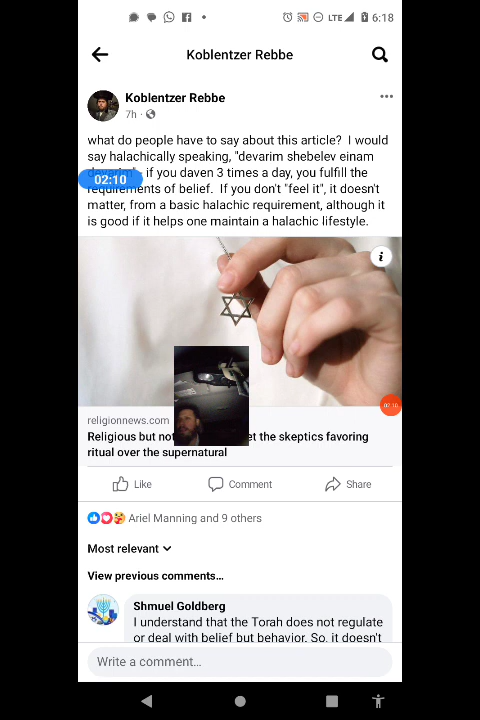 LTE 6:18
Koblentzer Rebbe
Koblentzer Rebbe
7h
what do people have to say about this article? I would
say halachically speaking, "devarim shebelev einam
if you daven 3 times a day, you fulfill the
02:10
requirements of belief. If you don't "feel it", it doesn't
matter, from a basic halachic requirement, although it
is good if it helps one maintain a halachic lifestyle.
i
02:10
religionnews.com
Religious but not et the skeptics favoring
ritual over the supernatural
Like Comment Share
Ariel Manning and 9 others
Most relevant
View previous comments...
Shmuel Goldberg
I understand that the Torah does not regulate
or deal with belief but behavior. So, it doesn't
Write a comment...